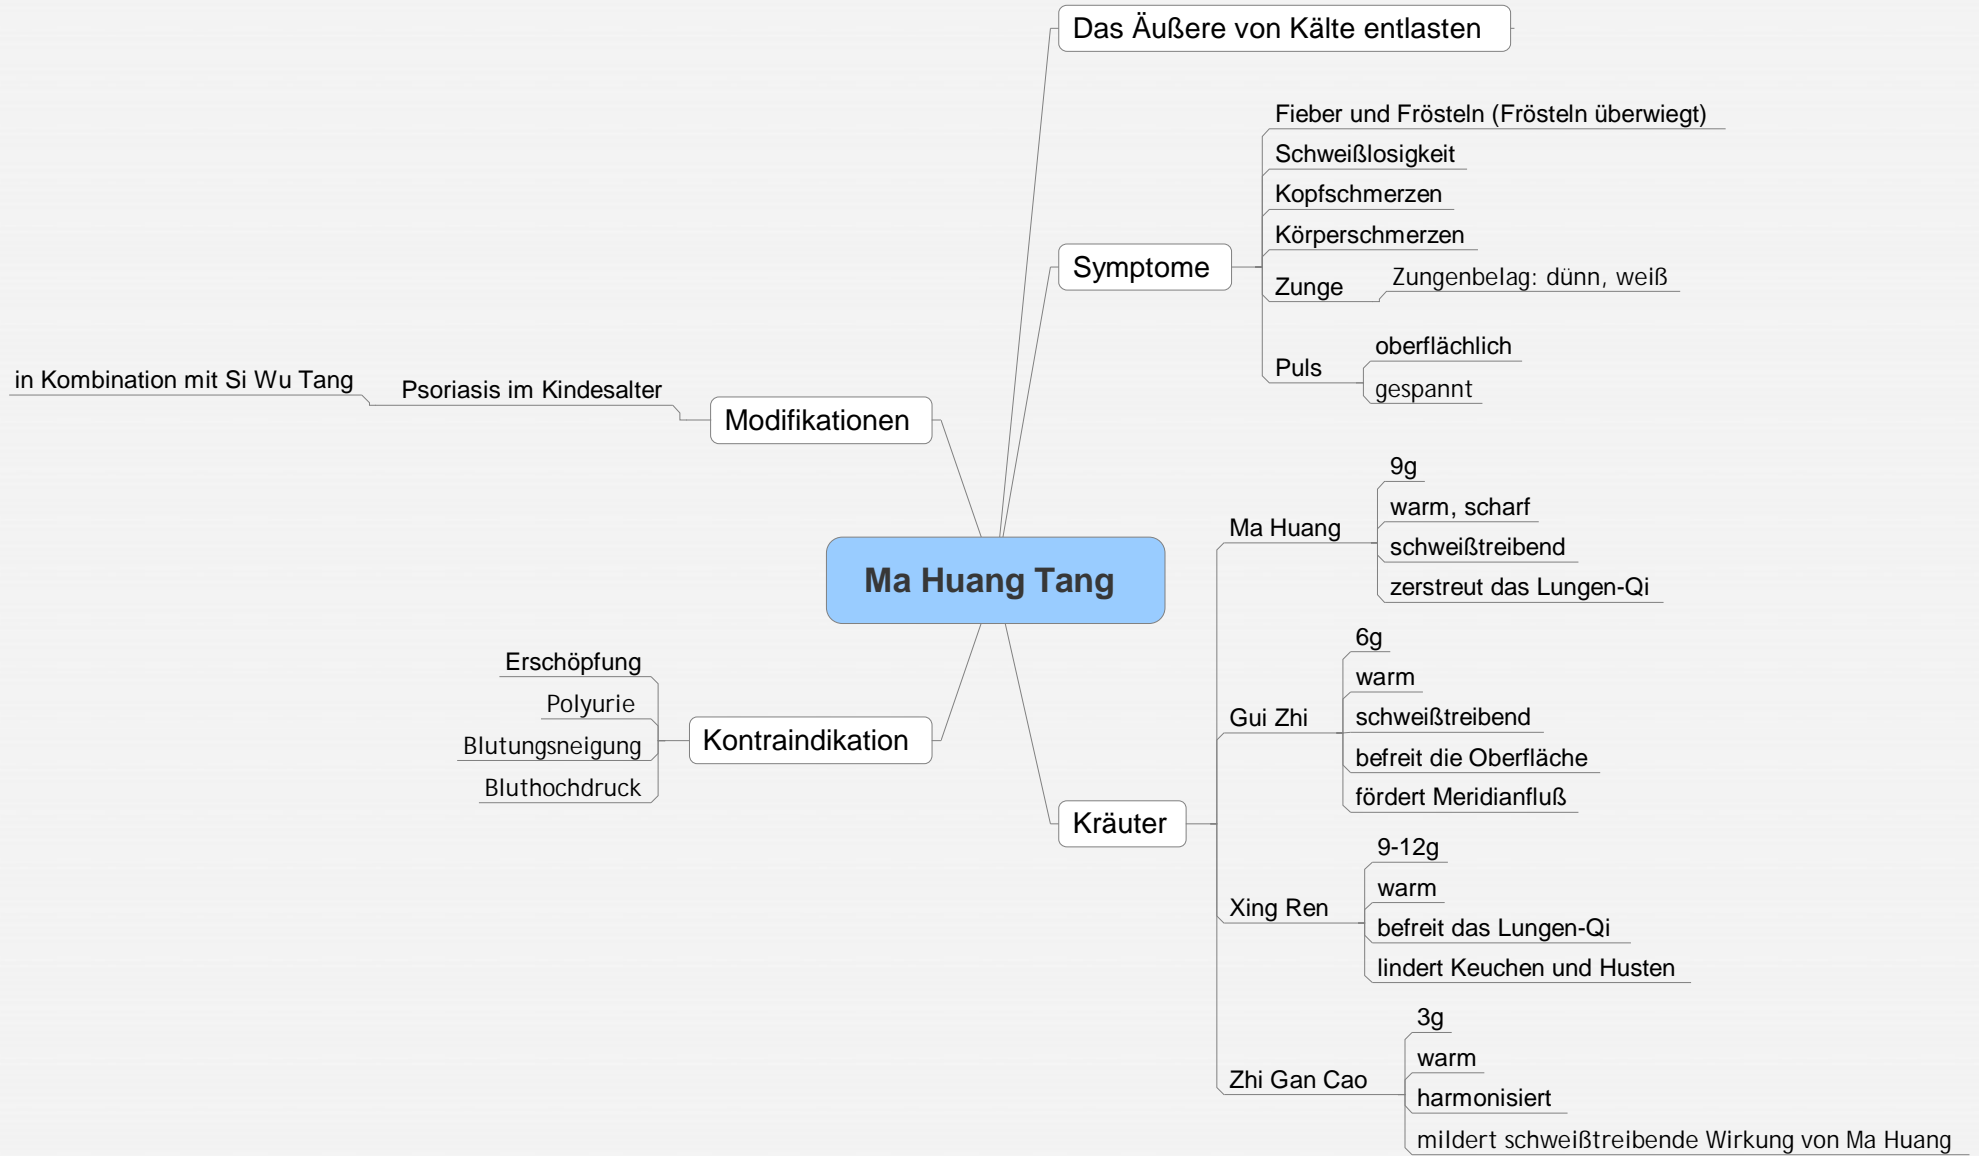 Das Äußere von Kälte entlasten
Fieber und Frösteln (Frösteln überwiegt)
Schweißlosigkeit
Kopfschmerzen
Körperschmerzen
Symptome
Zunge
Zungenbelag: dünn, weiß
Puls
oberflächlich
gespannt
in Kombination mit Si Wu Tang
Psoriasis im Kindesalter
Modifikationen
Ma Huang Tang
Erschöpfung
Polyurie
Blutungsneigung
Bluthochdruck
Kontraindikation
Kräuter
Ma Huang
9g
warm, scharf
schweißtreibend
zerstreut das Lungen-Qi
Gui Zhi
6g
warm
schweißtreibend
befreit die Oberfläche
fördert Meridianfluß
Xing Ren
9-12g
warm
befreit das Lungen-Qi
lindert Keuchen und Husten
Zhi Gan Cao
3g
warm
harmonisiert
mildert schweißtreibende Wirkung von Ma Huang